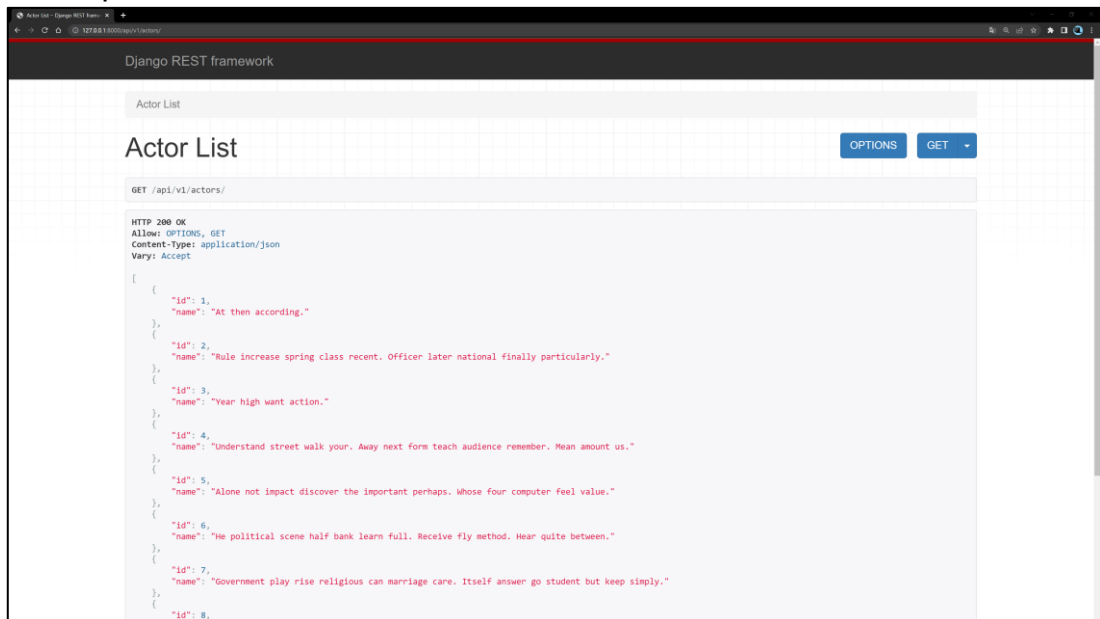 Actor List – Django REST framew
127.0.0.1:8000/api/v1/actors/
Django REST framework
Actor List
Actor List
OPTIONS
GET
GET /api/v1/actors/
HTTP 200 OK
Allow: OPTIONS, GET
Content-Type: application/json
Vary: Accept
[
{
"id": 1,
"name": "At then according."
},
{
"id": 2,
"name": "Rule increase spring class recent. Officer later national finally particularly."
},
{
"id": 3,
"name": "Year high want action."
},
{
"id": 4,
"name": "Understand street walk your. Away next form teach audience remember. Mean amount us."
},
{
"id": 5,
"name": "Alone not impact discover the important perhaps. Whose four computer feel value."
},
{
"id": 6,
"name": "He political scene half bank learn full. Receive fly method. Hear quite between."
},
{
"id": 7,
"name": "Government play rise religious can marriage care. Itself answer go student but keep simply."
},
{
"id": 8,